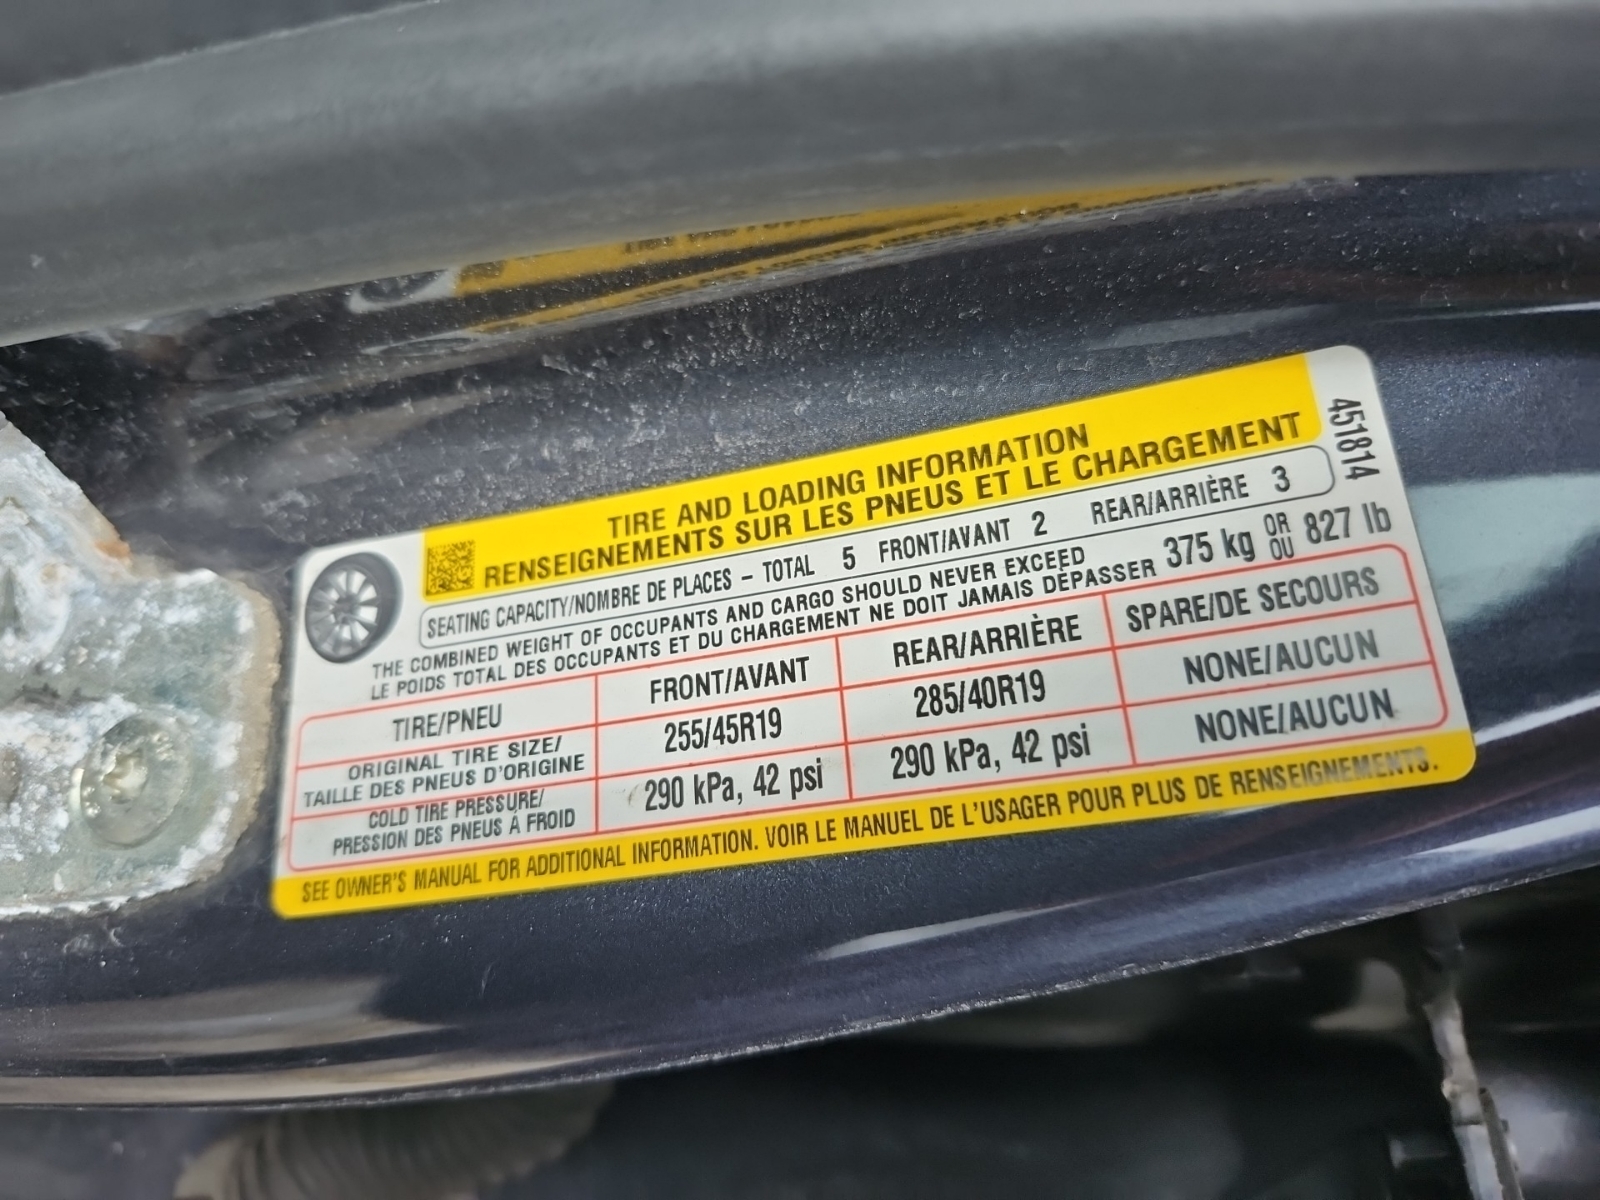 TIRE AND LOADING INFORMATION
RENSEIGNEMENTS SUR LES PNEUS ET LE CHARGEMENT
451814
SEATING CAPACITY/NOMBRE DE PLACES – TOTAL 5 FRONT/AVANT 2 REAR/ARRIÈRE 3
THE COMBINED WEIGHT OF OCCUPANTS AND CARGO SHOULD NEVER EXCEED
LE POIDS TOTAL DES OCCUPANTS ET DU CHARGEMENT NE DOIT JAMAIS DÉPASSER
375 kg OR OU 827 lb
TIRE/PNEU FRONT/AVANT REAR/ARRIÈRE SPARE/DE SECOURS
ORIGINAL TIRE SIZE/
TAILLE DES PNEUS D'ORIGINE 255/45R19 285/40R19 NONE/AUCUN
COLD TIRE PRESSURE/
PRESSION DES PNEUS À FROID 290 kPa, 42 psi 290 kPa, 42 psi NONE/AUCUN
SEE OWNER'S MANUAL FOR ADDITIONAL INFORMATION. VOIR LE MANUEL DE L'USAGER POUR PLUS DE RENSEIGNEMENTS.